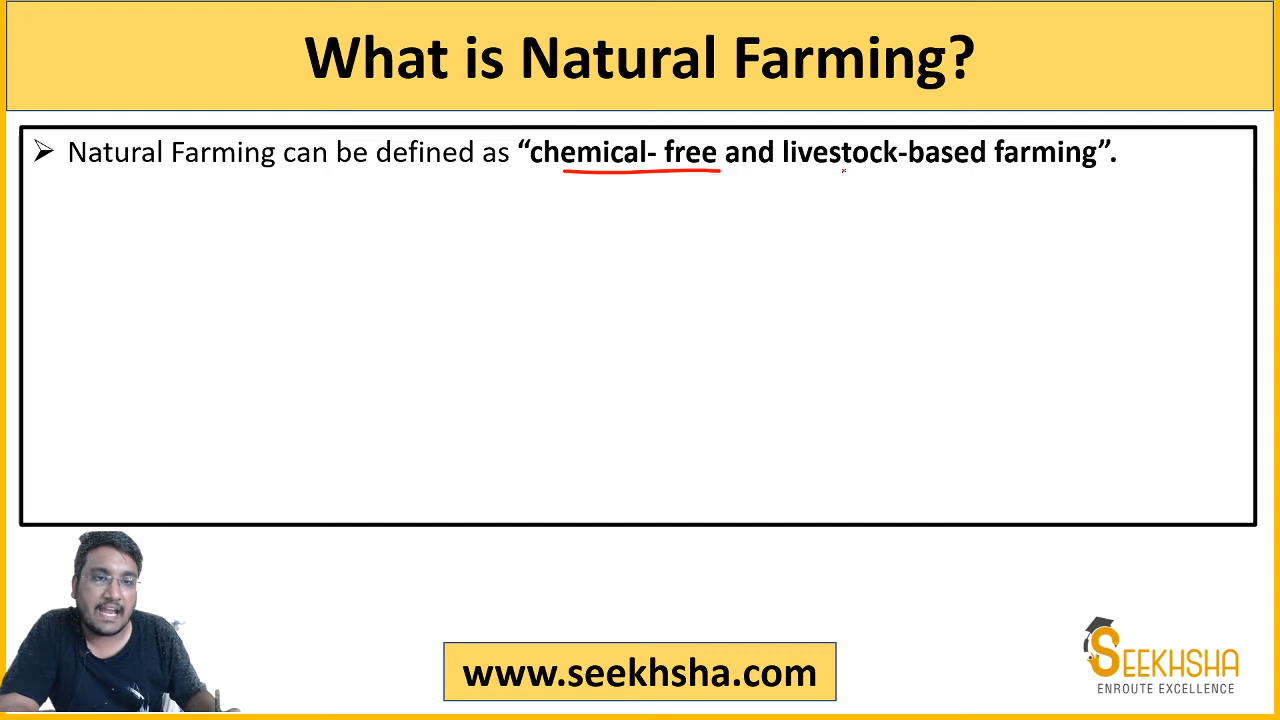 What is Natural Farming?
➢ Natural Farming can be defined as “chemical- free and livestock-based farming”.
www.seekhsha.com
SEEKHSHA
ENROUTE EXCELLENCE